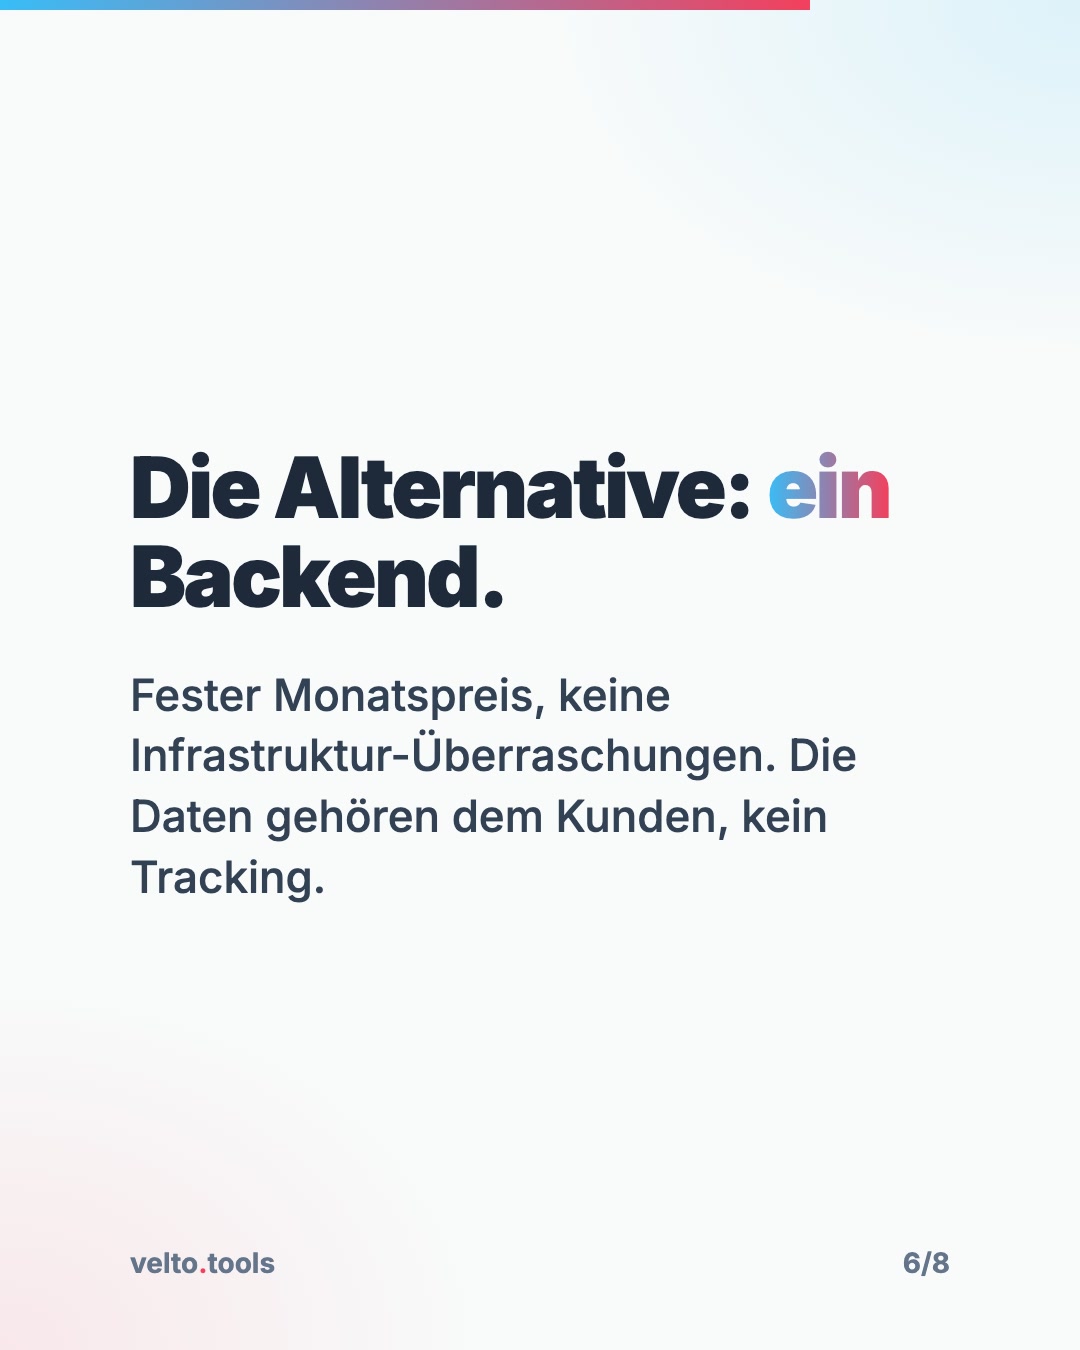 Die Alternative: ein
Backend.
Fester Monatspreis, keine
Infrastruktur-Überraschungen. Die
Daten gehören dem Kunden, kein
Tracking.
velto.tools
6/8